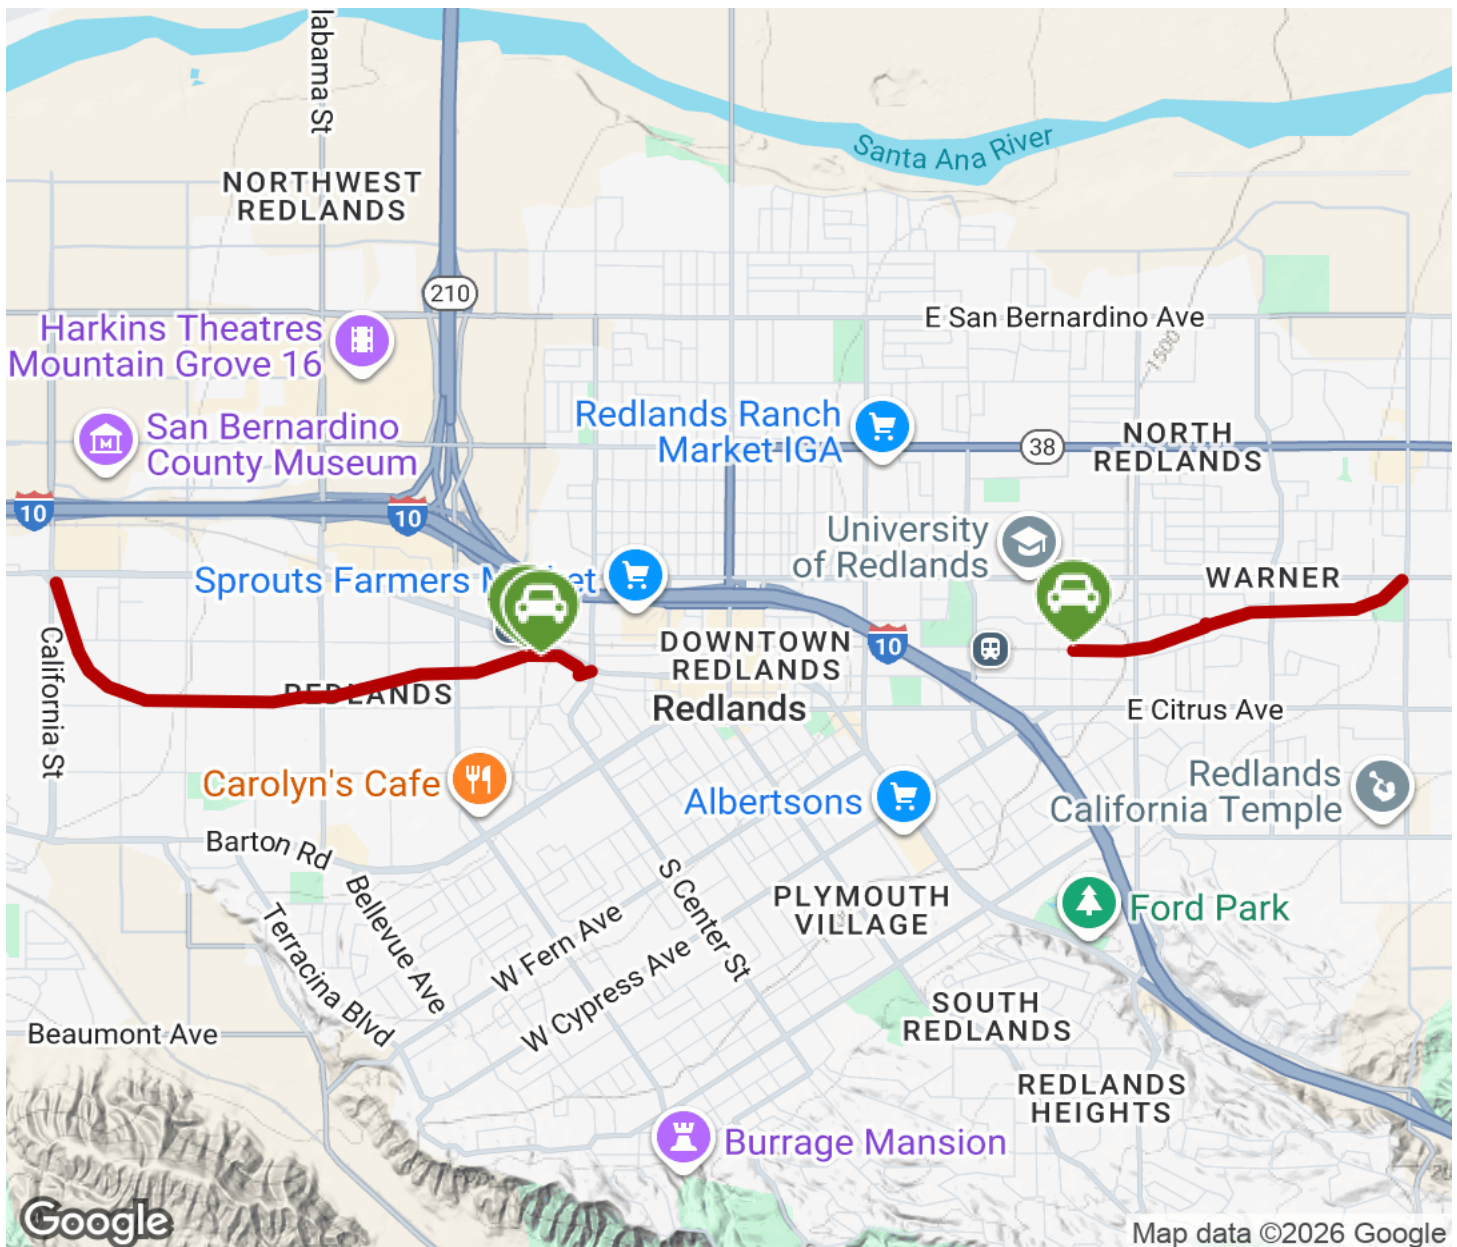 labama St
Santa Ana River
NORTHWEST
REDLANDS
210
E San Bernardino Ave
1500
Harkins Theatres
Mountain Grove 16
San Bernardino
County Museum
Redlands Ranch
Market IGA
38
NORTH
REDLANDS
10
10
University
of Redlands
Sprouts Farmers M ket
WARNER
DOWNTOWN
REDLANDS
10
California St
REDLANDS
Redlands
E Citrus Ave
Carolyn's Cafe
Albertsons
Redlands
California Temple
Barton Rd
Bellevue Ave
Terracina Blvd
S Center St
W Fern Ave
W Cypress Ave
PLYMOUTH
VILLAGE
Ford Park
SOUTH
REDLANDS
Beaumont Ave
REDLANDS
HEIGHTS
Burrage Mansion
Google
Map data ©2026 Google